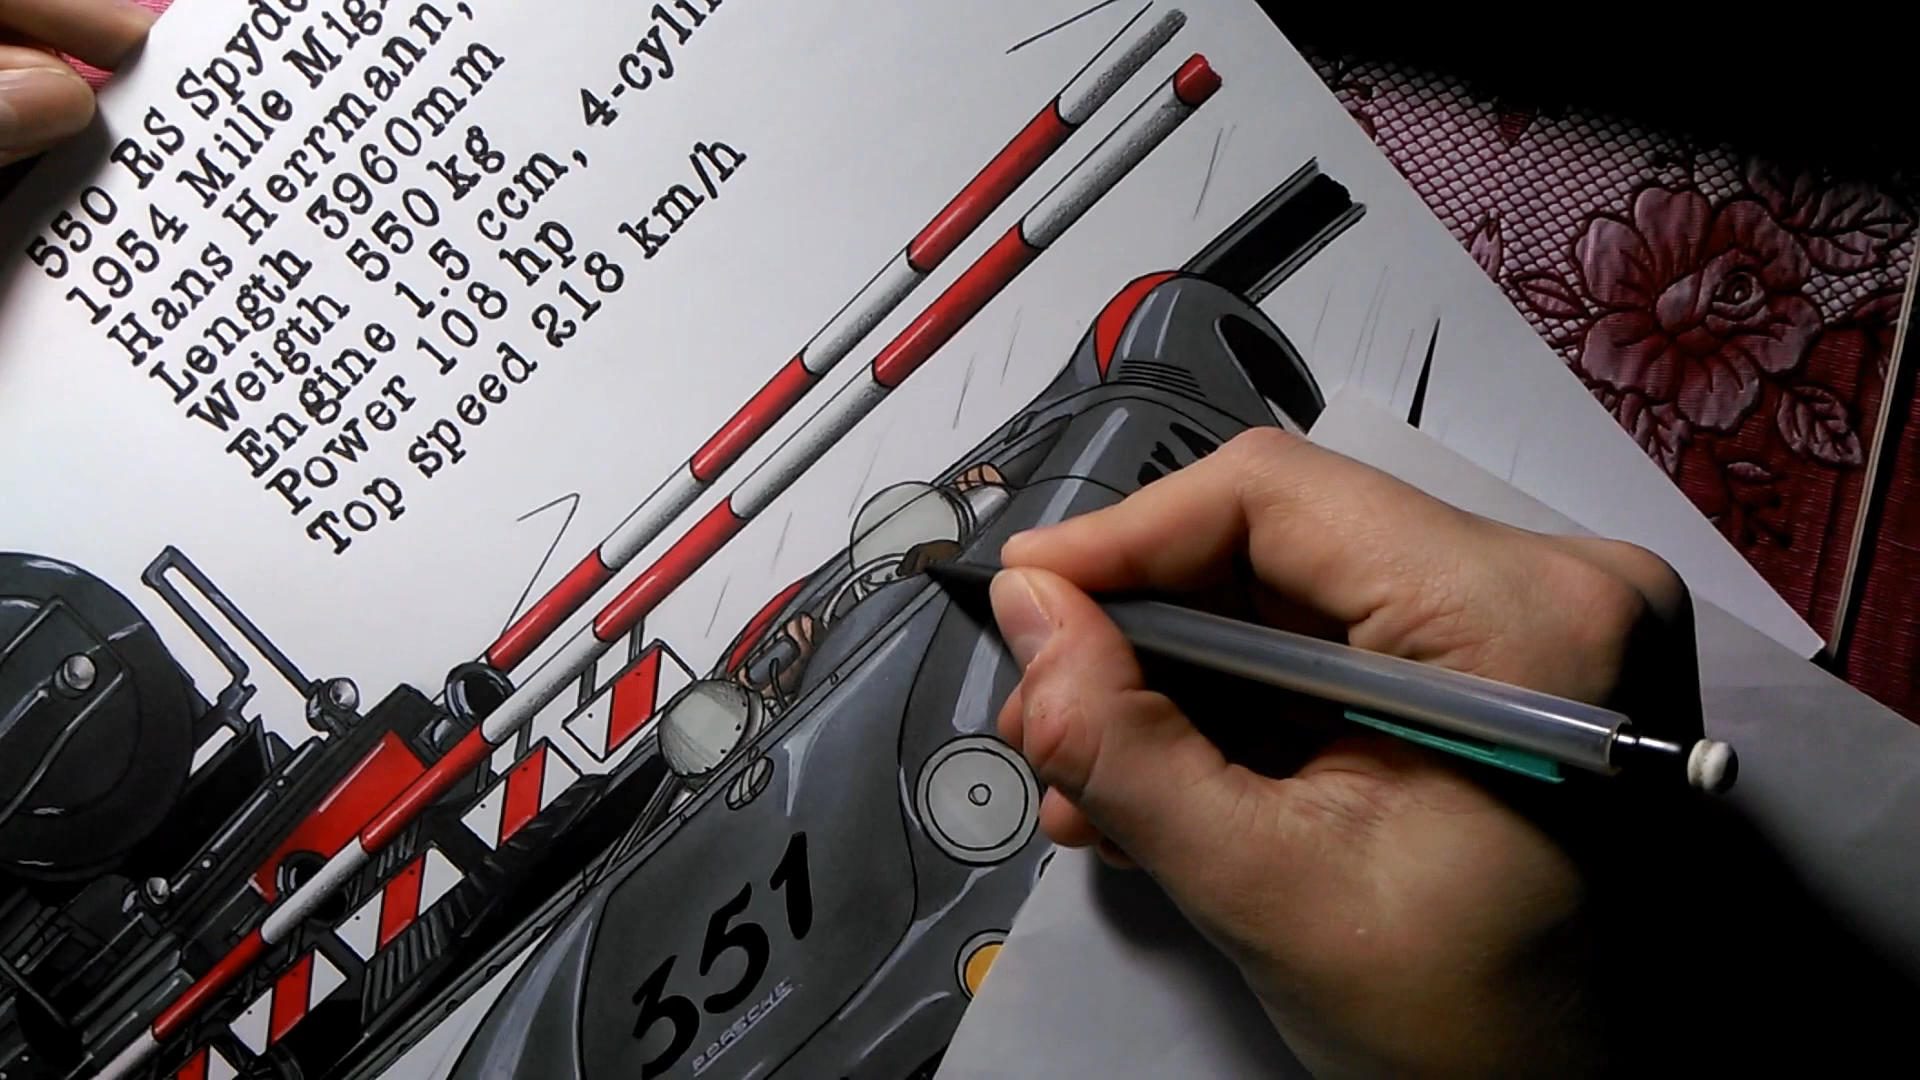 550 RS Spyde
1954 Mille Mig
Hans Herrmann,
Length 3960mm
Weigth 550 kg
Engine 1.5 ccm, 4-cylin
Power 108 hp
Top speed 218 km/h
351
PORSCHE